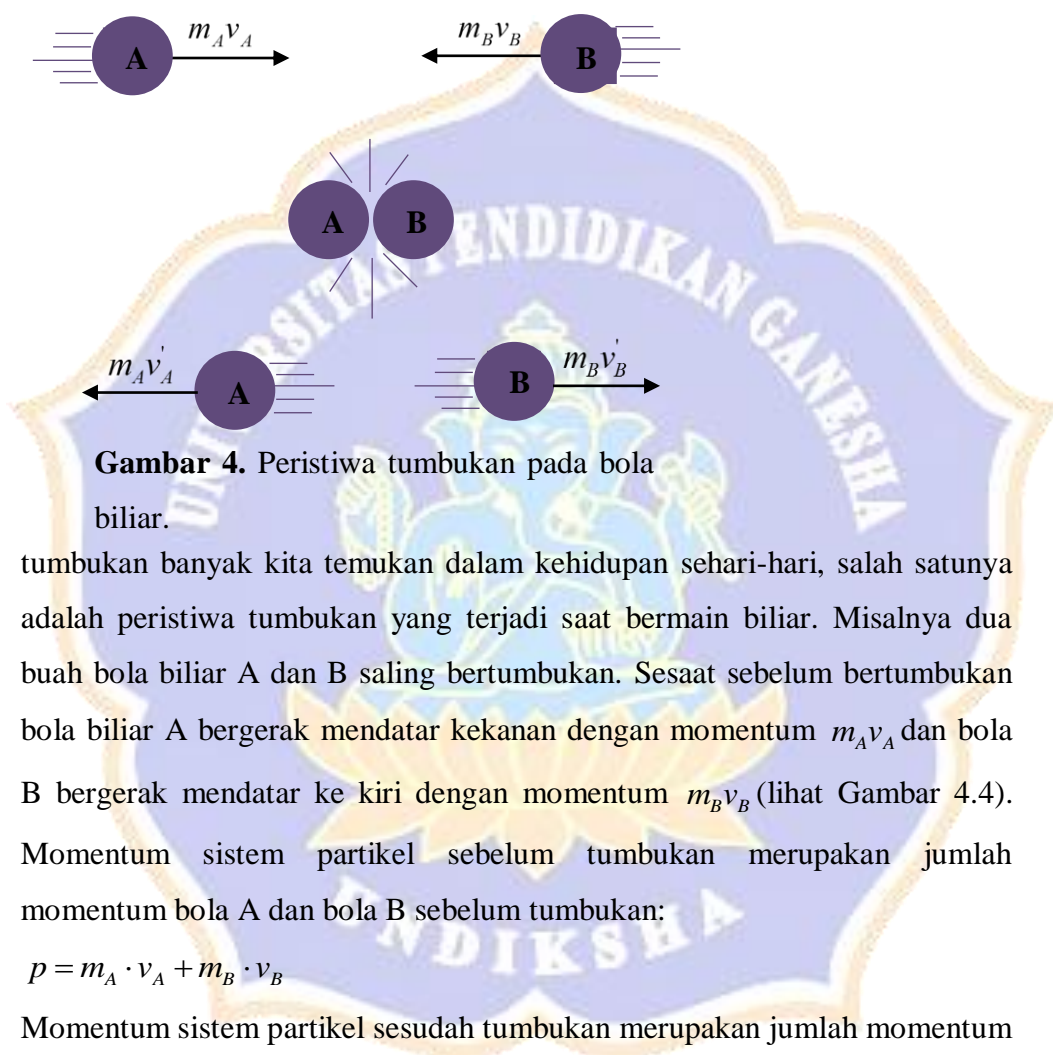 A m_A v_A m_B v_B B
A B
m_A v'_A A B m_B v'_B
Gambar 4. Peristiwa tumbukan pada bola
biliar.
tumbukan banyak kita temukan dalam kehidupan sehari-hari, salah satunya
adalah peristiwa tumbukan yang terjadi saat bermain biliar. Misalnya dua
buah bola biliar A dan B saling bertumbukan. Sesaat sebelum bertumbukan
bola biliar A bergerak mendatar kekanan dengan momentum m_A v_A dan bola
B bergerak mendatar ke kiri dengan momentum m_B v_B (lihat Gambar 4.4).
Momentum sistem partikel sebelum tumbukan merupakan jumlah
momentum bola A dan bola B sebelum tumbukan:
p = m_A · v_A + m_B · v_B
Momentum sistem partikel sesudah tumbukan merupakan jumlah momentum
UNIVERSITAS PENDIDIKAN GANESHA
UNDIKSHA